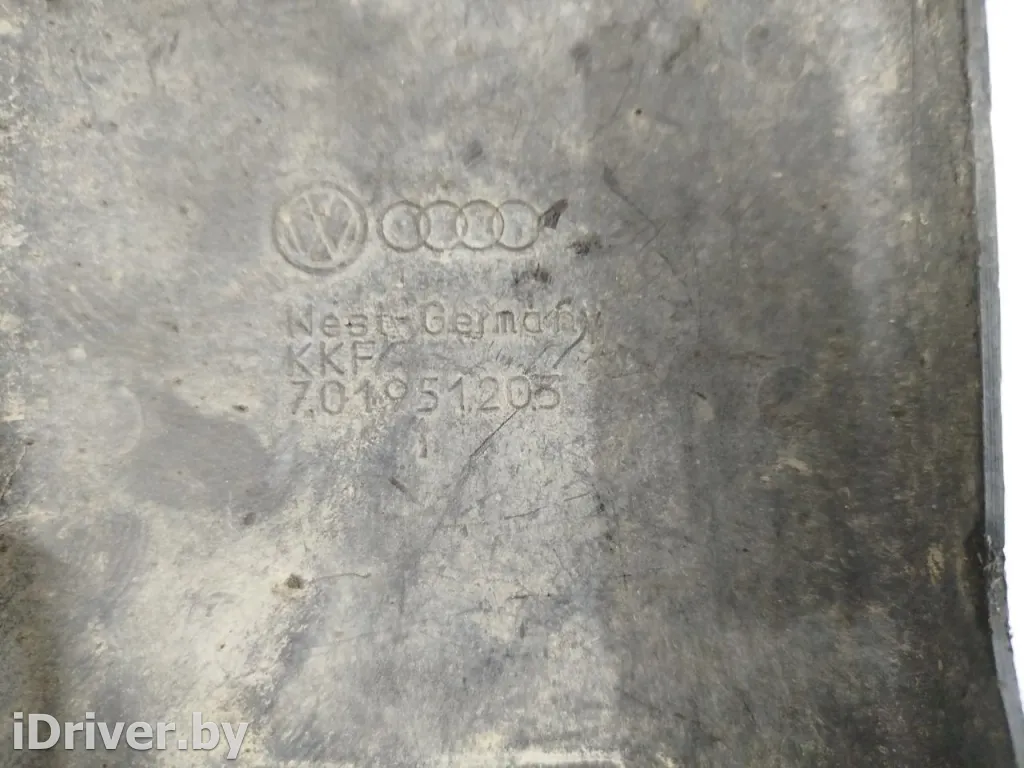 West-Germany
KKF
701951205
1
iDriver.by